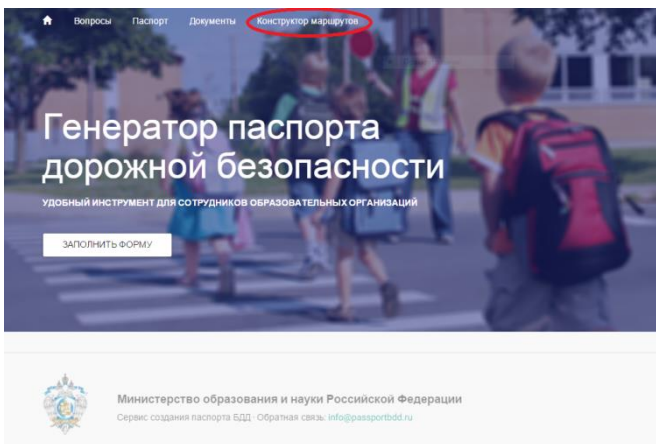 Вопросы Паспорт Документы Конструктор маршрутов
Генератор паспорта
дорожной безопасности
УДОБНЫЙ ИНСТРУМЕНТ ДЛЯ СОТРУДНИКОВ ОБРАЗОВАТЕЛЬНЫХ ОРГАНИЗАЦИЙ
ЗАПОЛНИТЬ ФОРМУ
Министерство образования и науки Российской Федерации
Сервис создания паспорта БДД · Обратная связь: info@passportbdd.ru